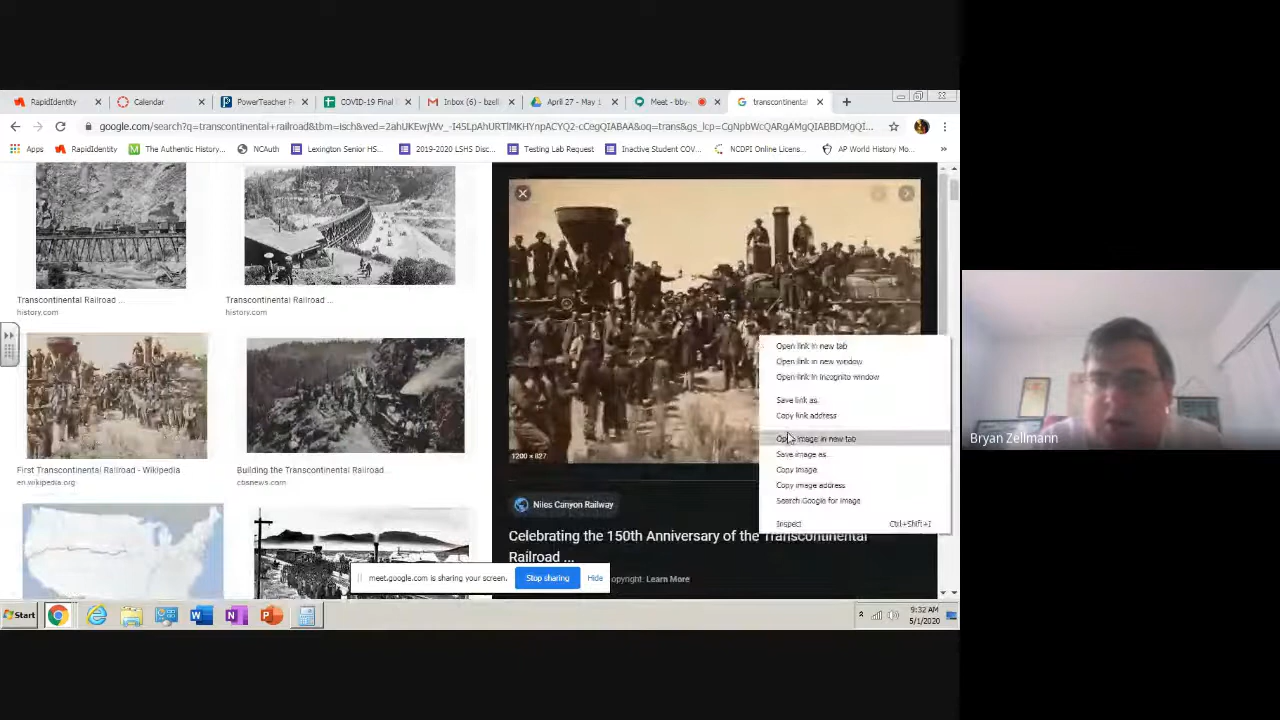 RapidIdentity
Calendar
PowerTeacher P
COVID-19 Final
Inbox (6) - bzell
April 27 - May 1
Meet - bby
transcontinental
google.com/search?q=transcontinental+railroad&tbm=isch&ved=
Apps
RapidIdentity
The Authentic History...
NCAuth
Lexington Senior HS...
2019-2020 LSHS Disc...
Testing Lab Request
Inactive Student COV...
NCDPI Online Licens...
AP World History Mo...
»
Transcontinental Railroad ...
history.com
Transcontinental Railroad ...
history.com
First Transcontinental Railroad - Wikipedia
en.wikipedia.org
Building the Transcontinental Railroad...
cbsnews.com
1200 × 827
Niles Canyon Railway
Celebrating the 150th Anniversary of the Transcontinental
Railroad ...
opyright. Learn More
Open link in new tab
Open link in new window
Open link in incognito window
Save link as...
Copy link address
Open image in new tab
Save image as...
Copy image
Copy image address
Search Google for image
Inspect Ctrl+Shift+I
meet.google.com is sharing your screen. Stop sharing Hide
Start
9:32 AM
5/1/2020
Bryan Zellmann